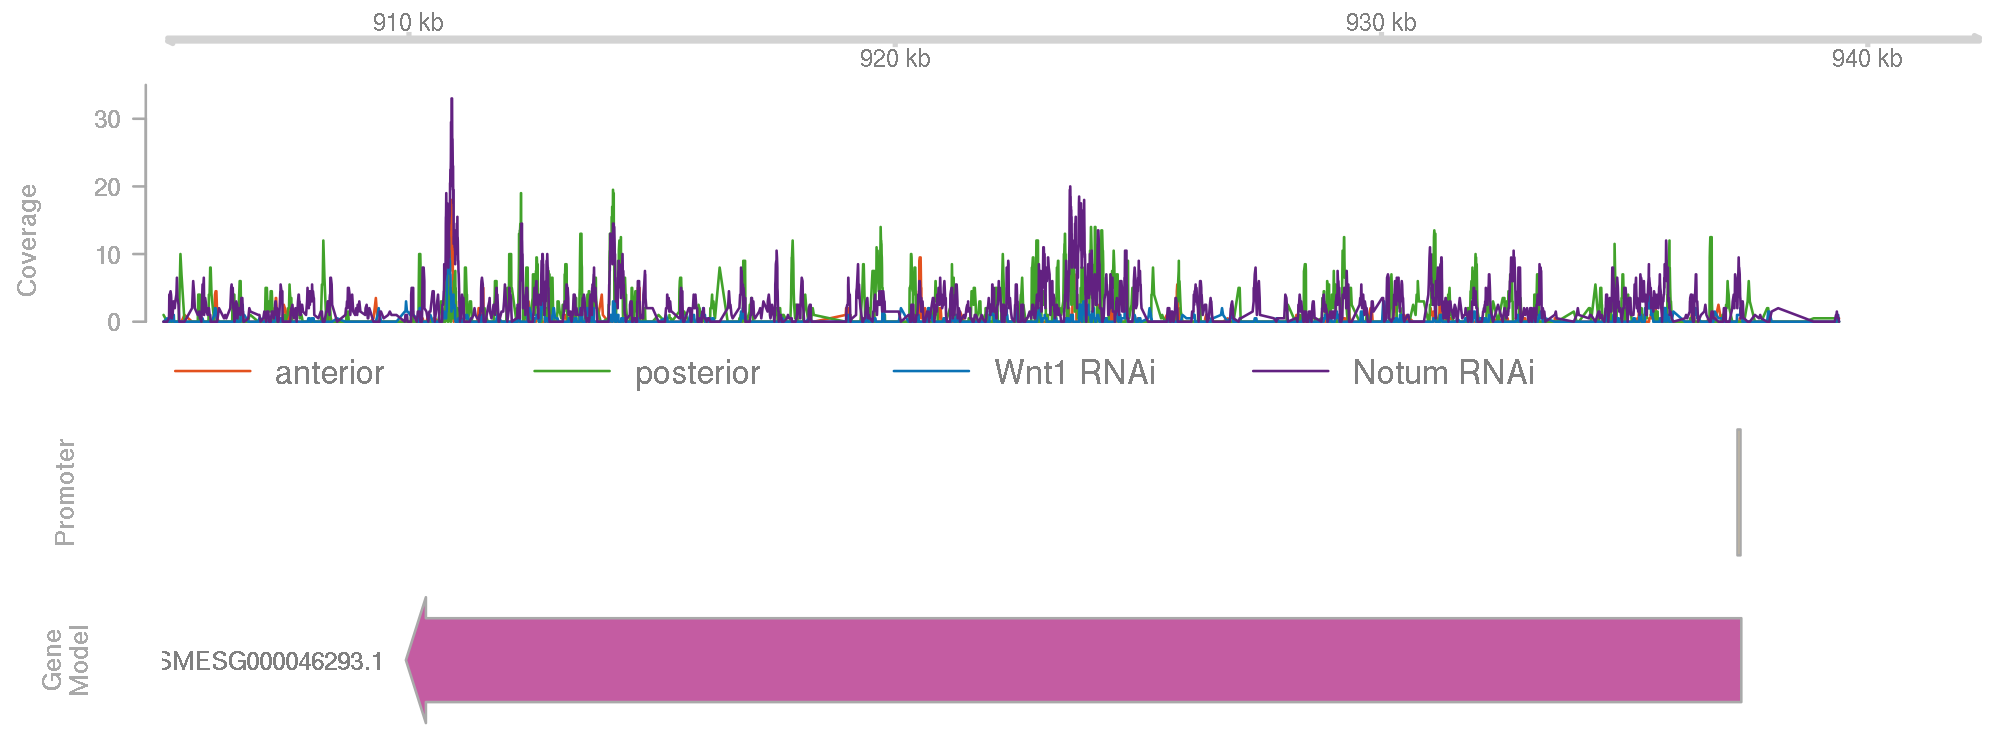 910 kb
930 kb
920 kb
940 kb
Coverage
30
20
10
0
anterior posterior Wnt1 RNAi Notum RNAi
Promoter
Gene
Model
SMESG000046293.1